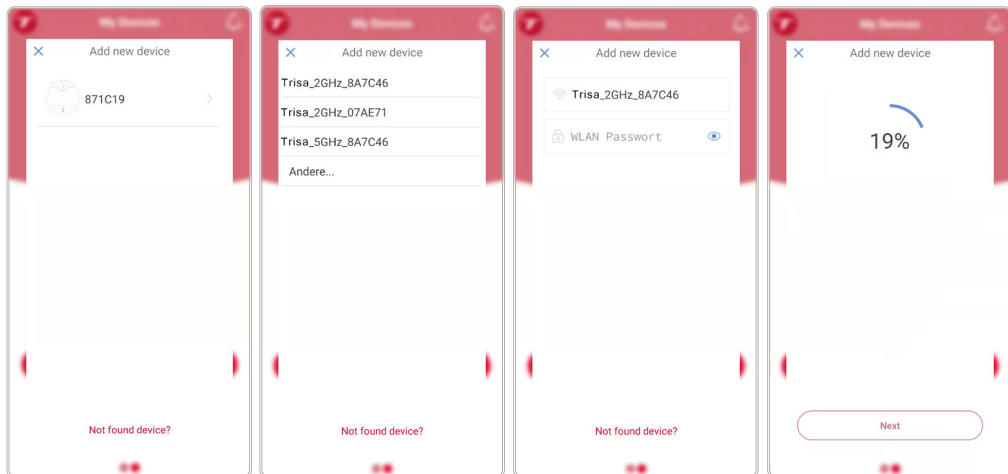 My Devices
Add new device
871C19
Not found device?
My Devices
Add new device
Trisa_2GHz_8A7C46
Trisa_2GHz_07AE71
Trisa_5GHz_8A7C46
Andere...
Not found device?
My Devices
Add new device
Trisa_2GHz_8A7C46
WLAN Passwort
Not found device?
My Devices
Add new device
19%
Next